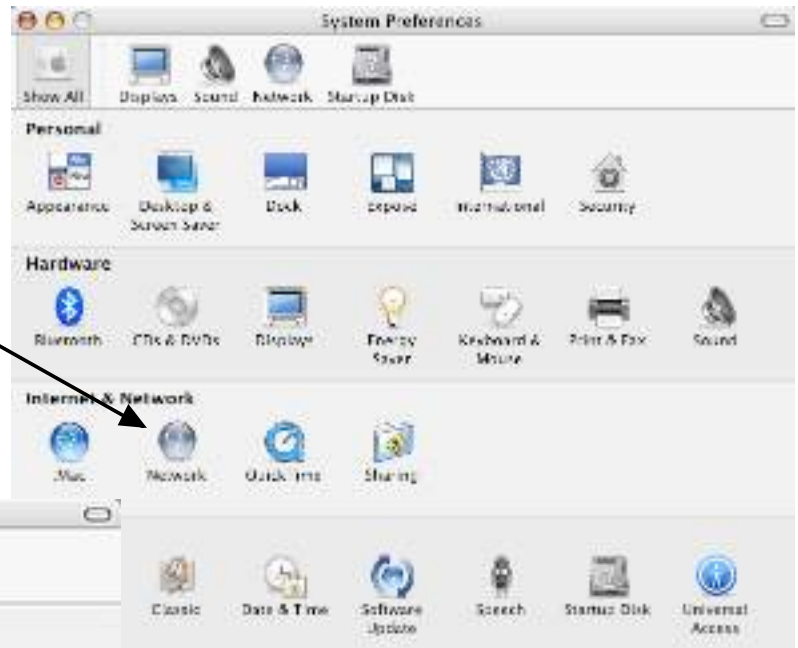 System Preferences
Show All Displays Sound Network Startup Disk
Personal
Appearance Desktop & Dock Expose International Security
Screen Saver
Hardware
Bluetooth CDs & DVDs Displays Energy Keyboard & Print & Fax Sound
Saver Mouse
Internet & Network
.Mac Network QuickTime Sharing
Classic Date & Time Software Speech Startup Disk Universal
Update Access